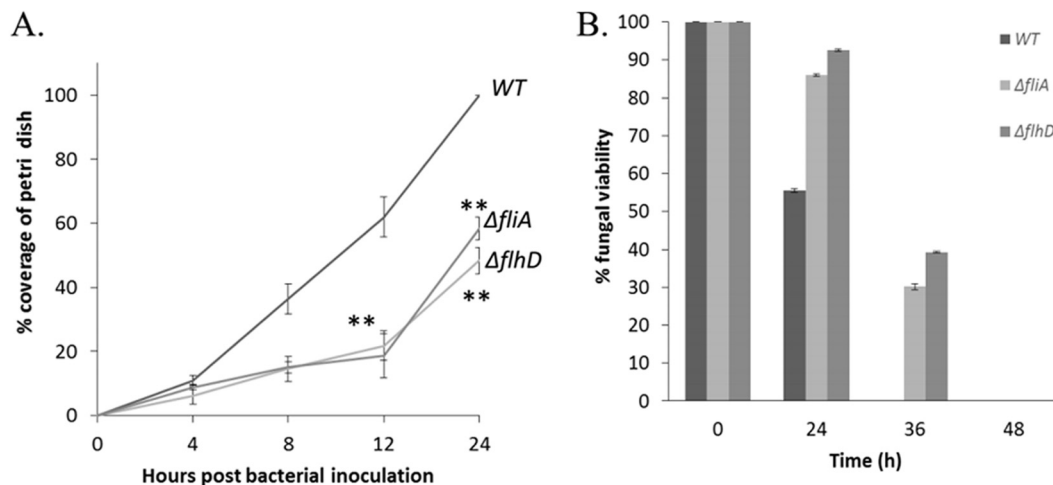 A.
% coverage of petri dish
100
80
60
40
20
0
WT
**
ΔfliA
ΔflhD
**
**
0 4 8 12 24
Hours post bacterial inoculation
B.
% fungal viability
100
90
80
70
60
50
40
30
20
10
0
WT
ΔfliA
ΔflhD
0 24 36 48
Time (h)